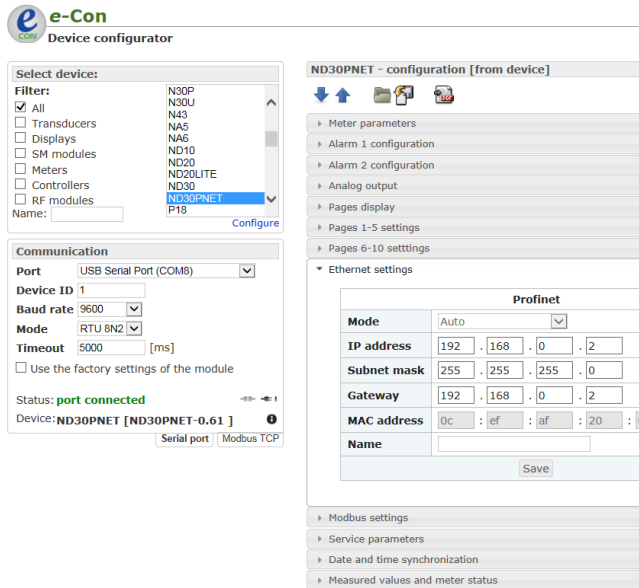 e CON
e-Con
Device configurator
Select device:
Filter:
All
Transducers
Displays
SM modules
Meters
Controllers
RF modules
Name:
N30P
N30U
N43
NA5
NA6
ND10
ND20
ND20LITE
ND30
ND30PNET
P18
Configure
Communication
Port USB Serial Port (COM8)
Device ID 1
Baud rate 9600
Mode RTU 8N2
Timeout 5000 [ms]
Use the factory settings of the module
Status: port connected
Device: ND30PNET [ND30PNET-0.61 ]
Serial port Modbus TCP
ND30PNET - configuration [from device]
PDF
Meter parameters
Alarm 1 configuration
Alarm 2 configuration
Analog output
Pages display
Pages 1-5 settings
Pages 6-10 setttings
Ethernet settings
Profinet
Mode Auto
IP address 192 . 168 . 0 . 2
Subnet mask 255 . 255 . 255 . 0
Gateway 192 . 168 . 0 . 2
MAC address 0c : ef : af : 20 :
Name
Save
Modbus settings
Service parameters
Date and time synchronization
Measured values and meter status